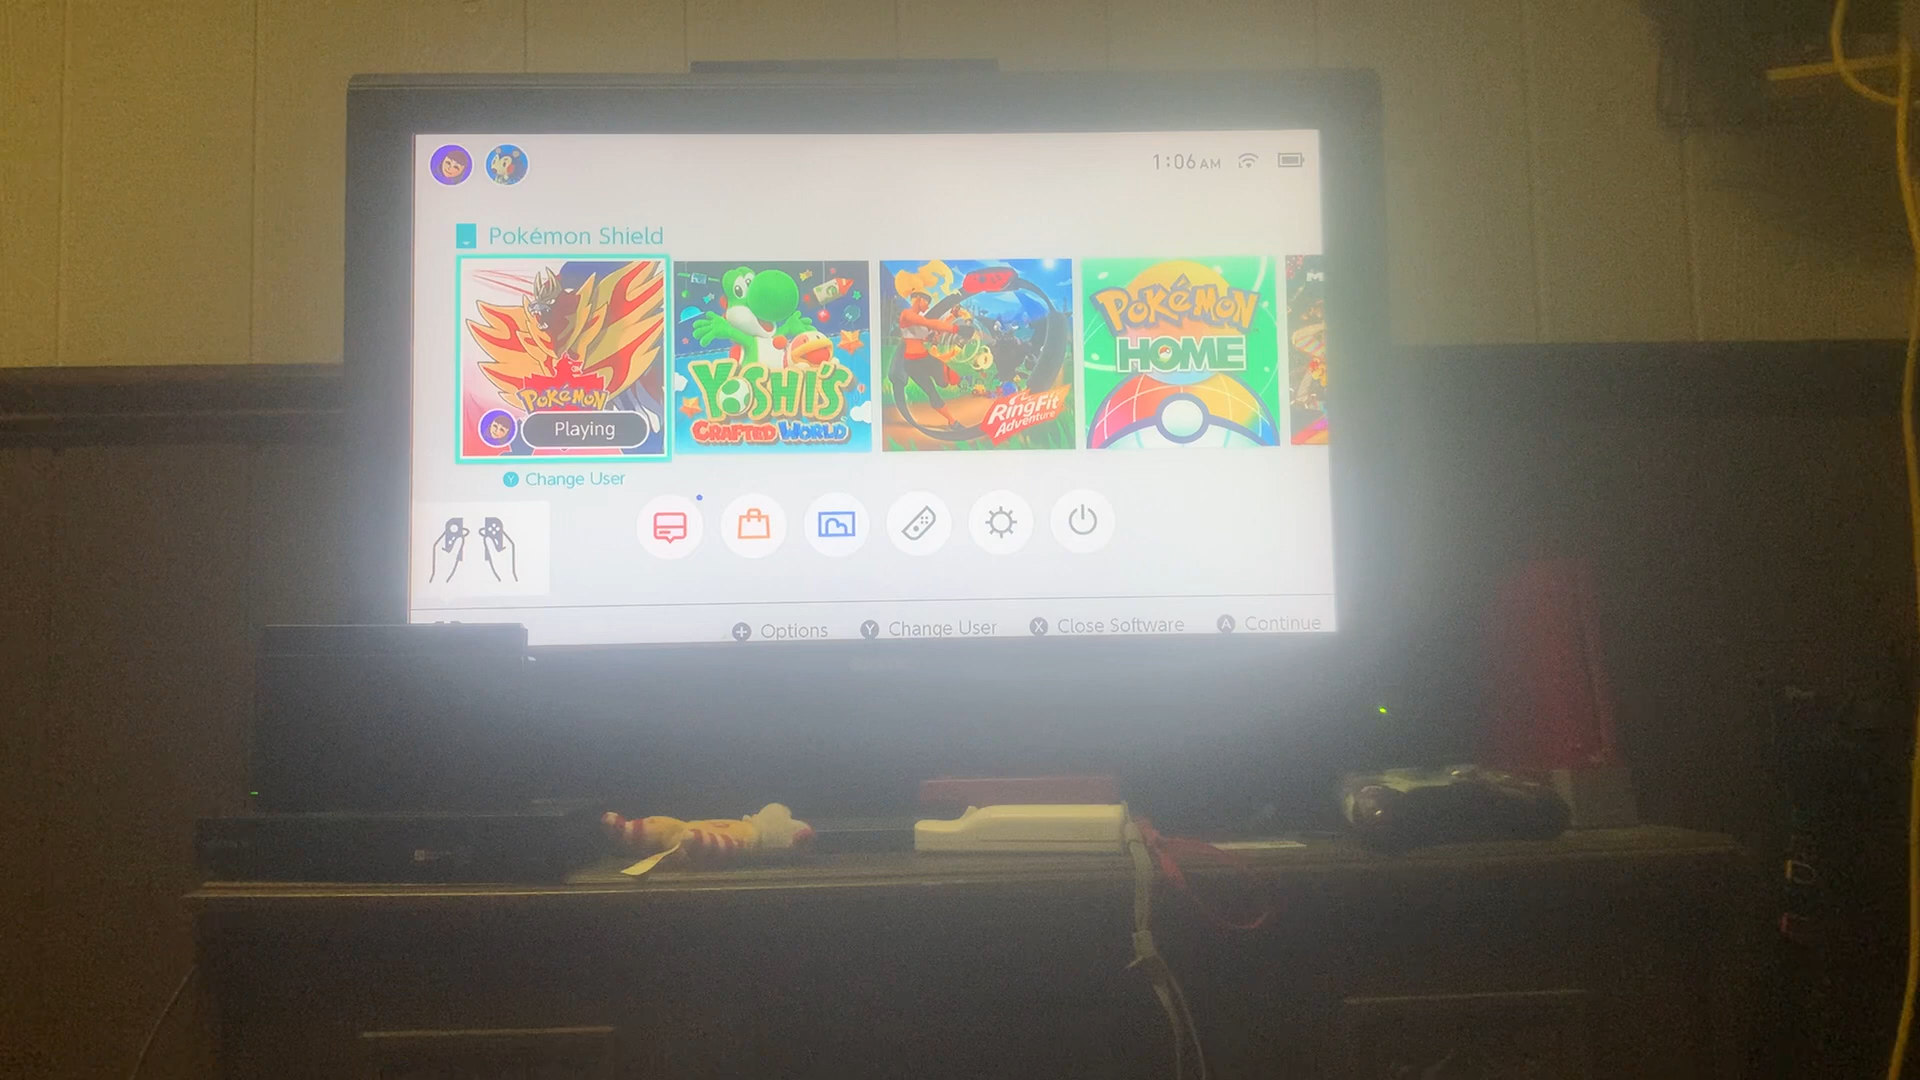 1:06 AM
Pokémon Shield
POKÉMON
Playing
YOSHI'S
CRAFTED WORLD
RingFit
Adventure
POKÉMON
HOME
Y Change User
+ Options Y Change User X Close Software A Continue